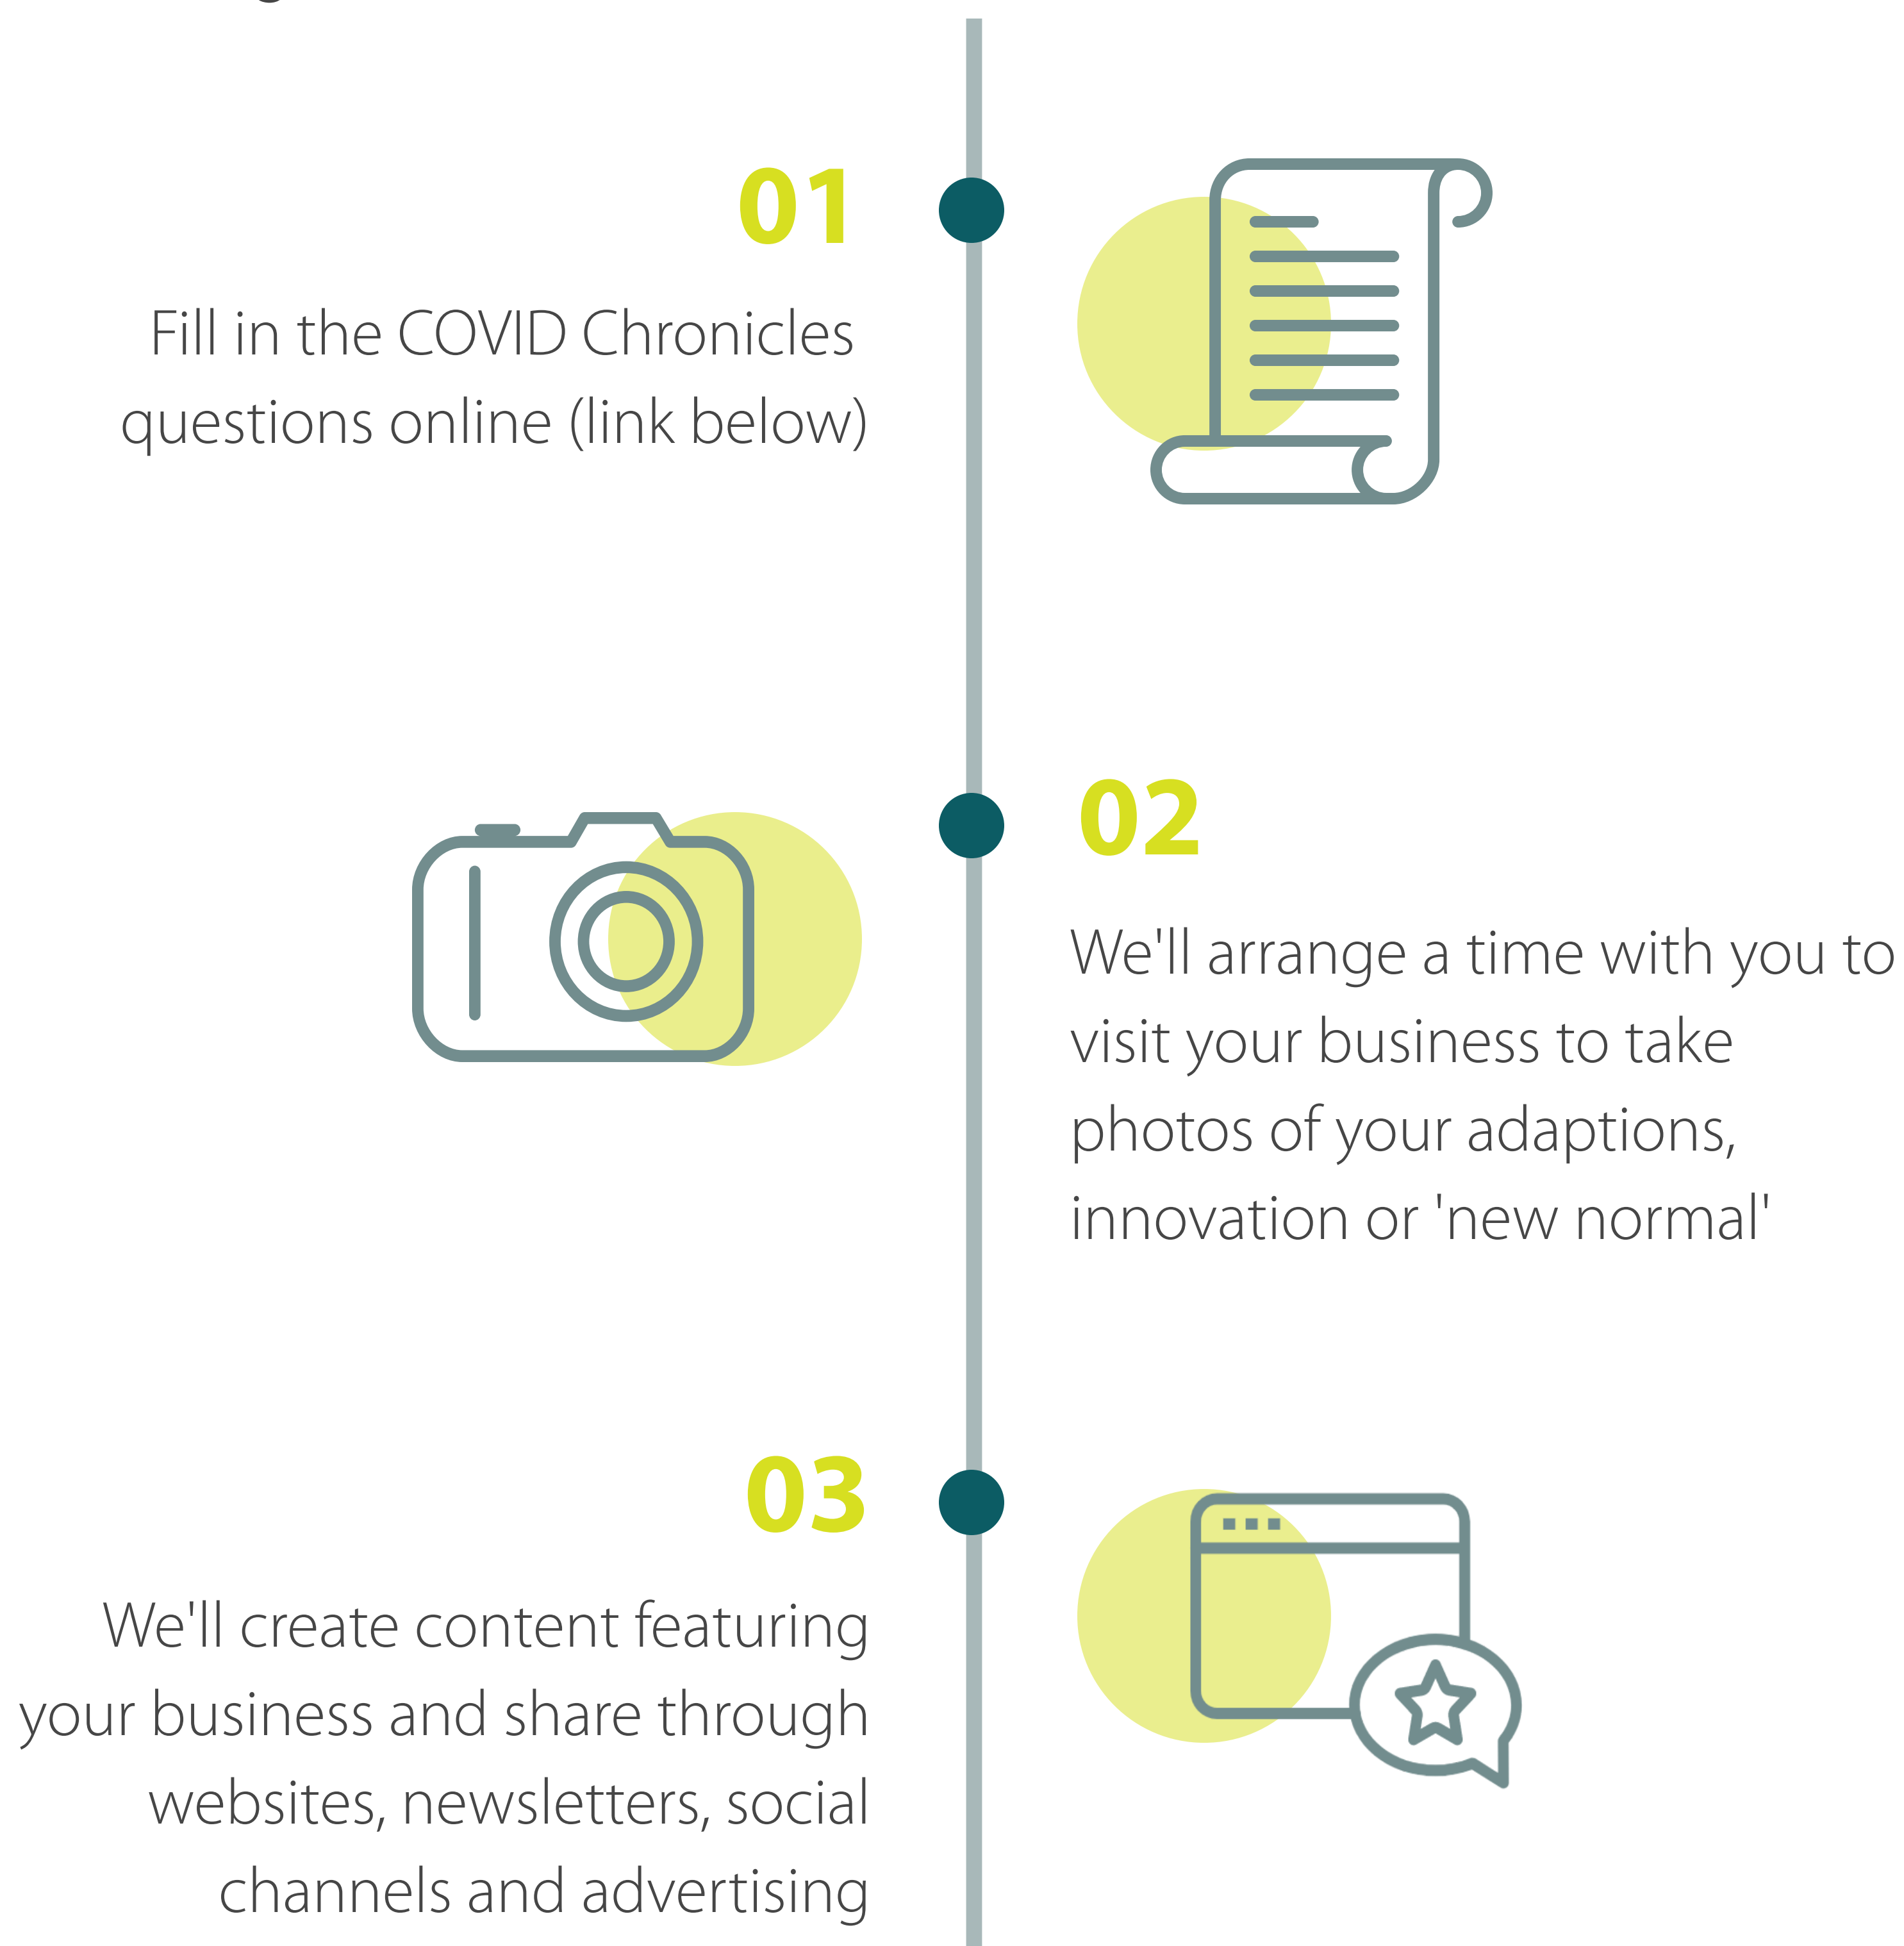 01
Fill in the COVID Chronicles
questions online (link below)
02
We'll arrange a time with you to
visit your business to take
photos of your adaptions,
innovation or 'new normal'
03
We'll create content featuring
your business and share through
websites, newsletters, social
channels and advertising